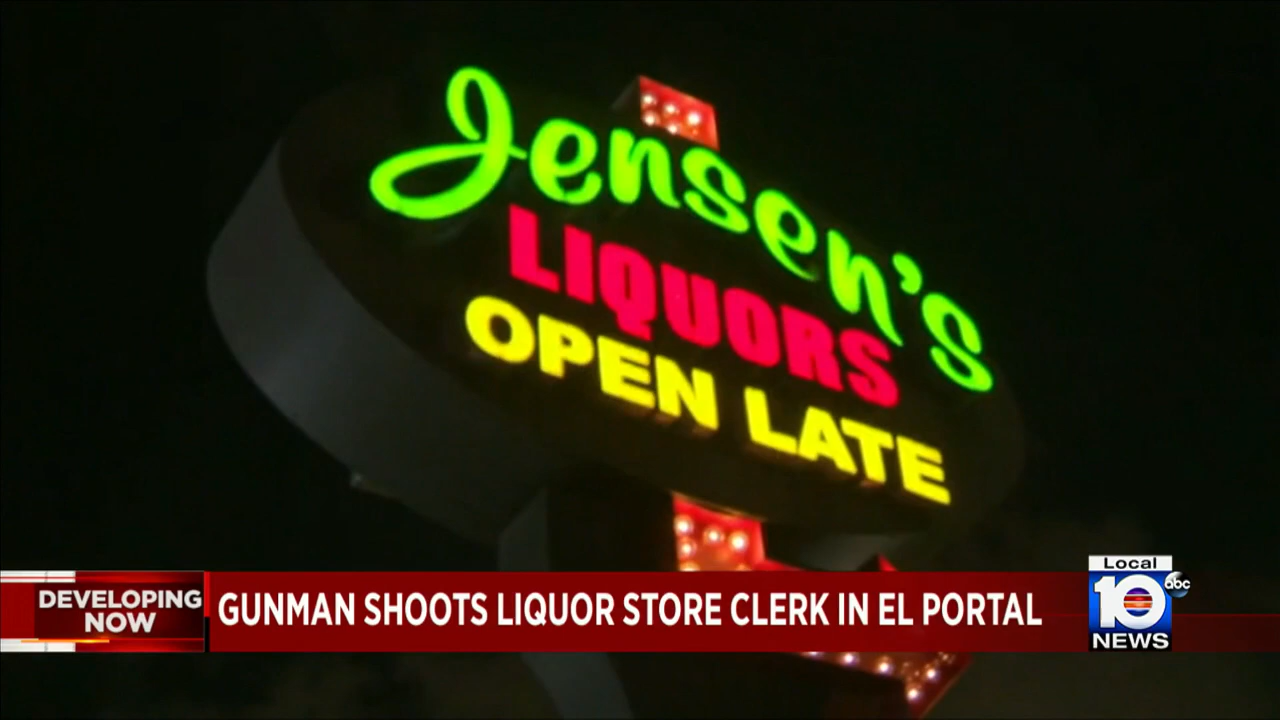 Jensen's
LIQUORS
OPEN LATE
DEVELOPING
NOW
GUNMAN SHOOTS LIQUOR STORE CLERK IN EL PORTAL
Local
10
abc
NEWS